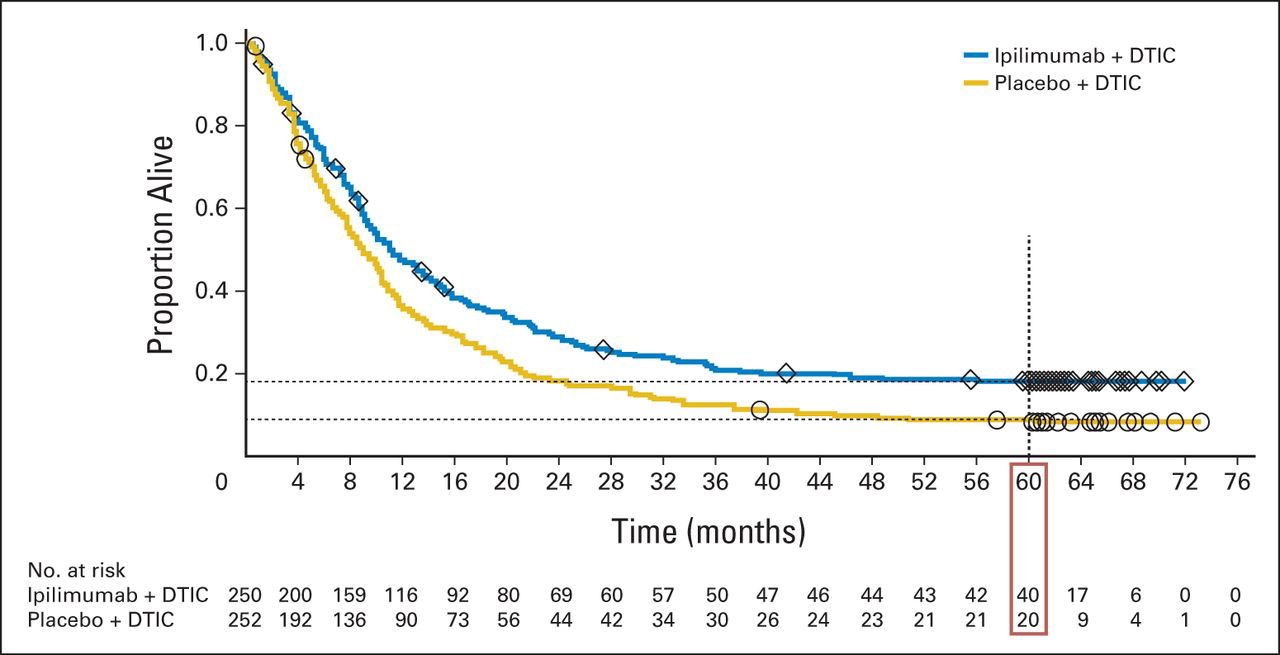 1.0
0.8
0.6
0.4
0.2
Proportion Alive
Ipilimumab + DTIC
Placebo + DTIC
0 4 8 12 16 20 24 28 32 36 40 44 48 52 56 60 64 68 72 76
Time (months)
No. at risk
Ipilimumab + DTIC 250 200 159 116 92 80 69 60 57 50 47 46 44 43 42 40 17 6 0 0
Placebo + DTIC 252 192 136 90 73 56 44 42 34 30 26 24 23 21 21 20 9 4 1 0